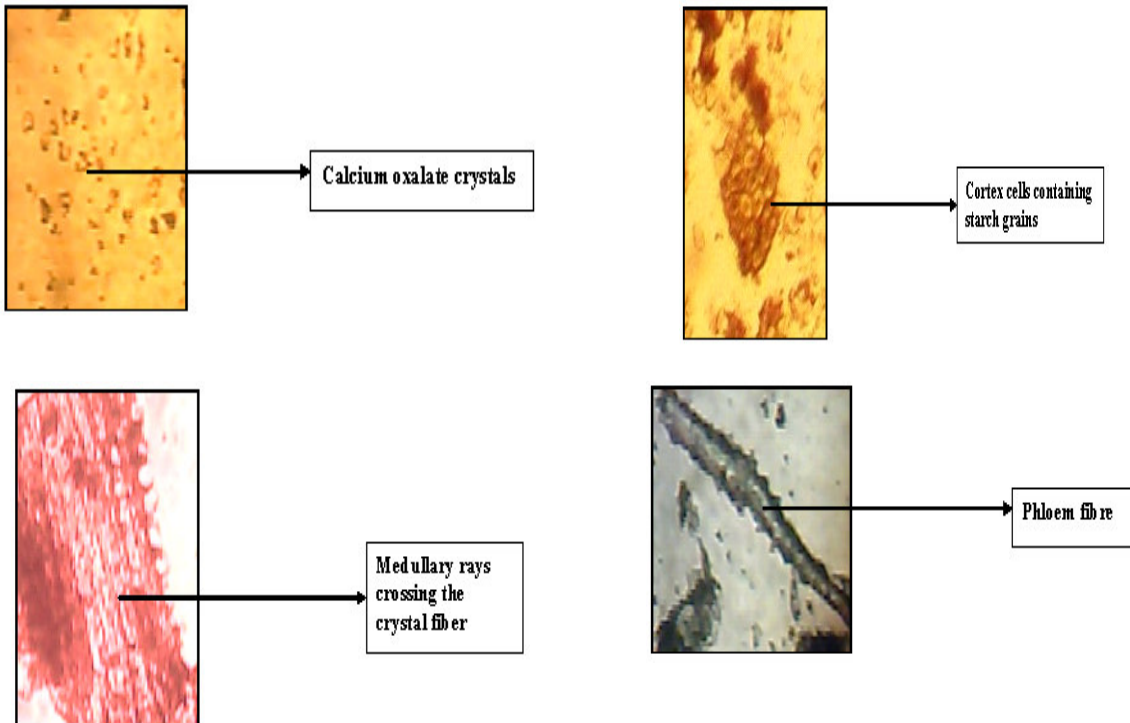 Calcium oxalate crystals
Cortex cells containing
starch grains
Medullary rays
crossing the
crystal fiber
Phloem fibre